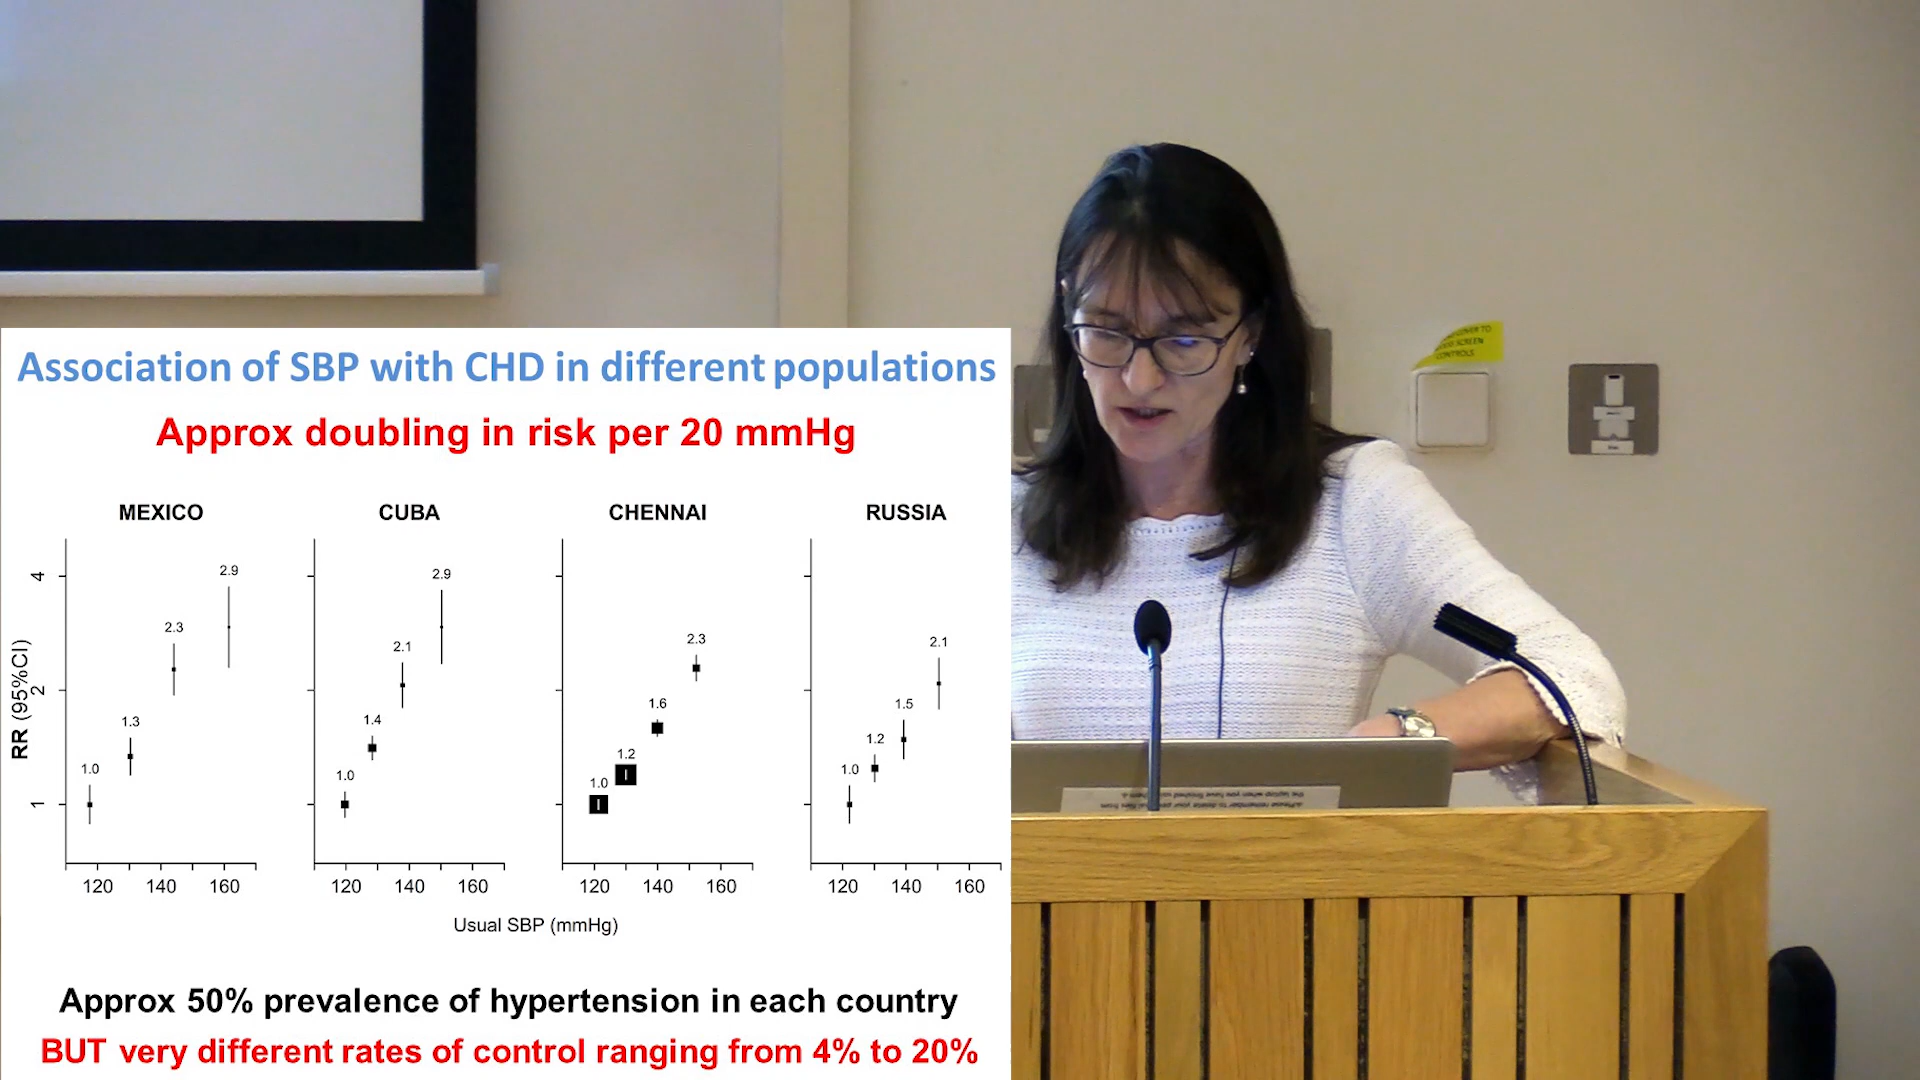 Association of SBP with CHD in different populations
Approx doubling in risk per 20 mmHg
MEXICO CUBA CHENNAI RUSSIA
RR (95%CI)
4
2
1
1.0 1.3 2.3 2.9
1.0 1.4 2.1 2.9
1.0 1.2 1.6 2.3
1.0 1.2 1.5 2.1
120 140 160 120 140 160 120 140 160 120 140 160
Usual SBP (mmHg)
Approx 50% prevalence of hypertension in each country
BUT very different rates of control ranging from 4% to 20%
COVER TO
SCREEN
CONTROLS